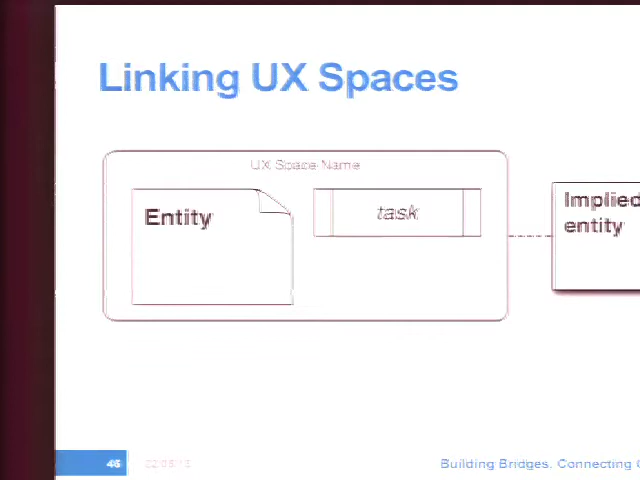 Linking UX Spaces
UX Space Name
Entity
task
Implied
entity
46
Building Bridges. Connecting